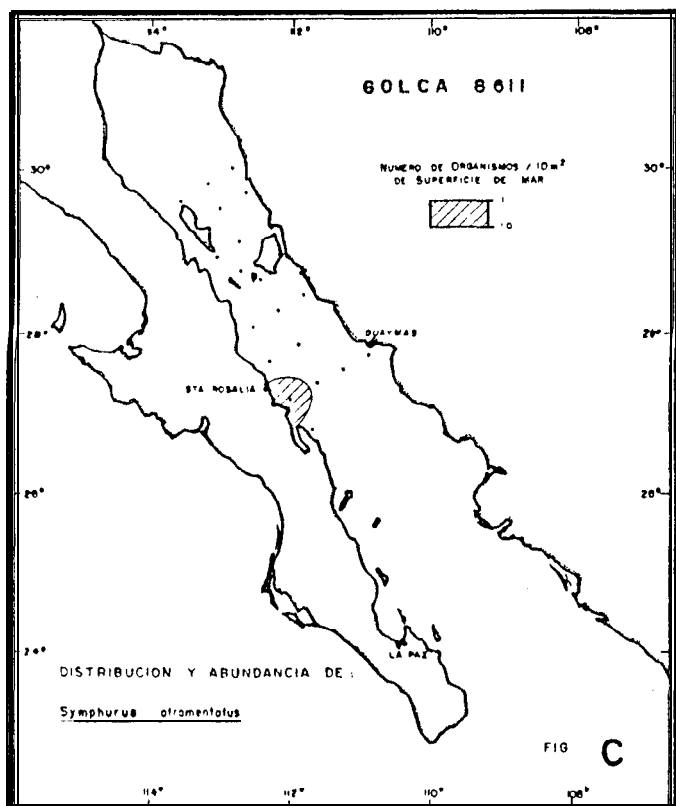 114° 112° 110° 108°
GOLCA 8611
NUMERO DE ORGANISMOS / 10 m²
DE SUPERFICIE DE MAR
1
10
30° 30°
28° GUAYMAS 28°
STA ROSALIA
26° 26°
24° LA PAZ 24°
DISTRIBUCION Y ABUNDANCIA DE:
Symphurus atramentatus
FIG C
114° 112° 110° 108°